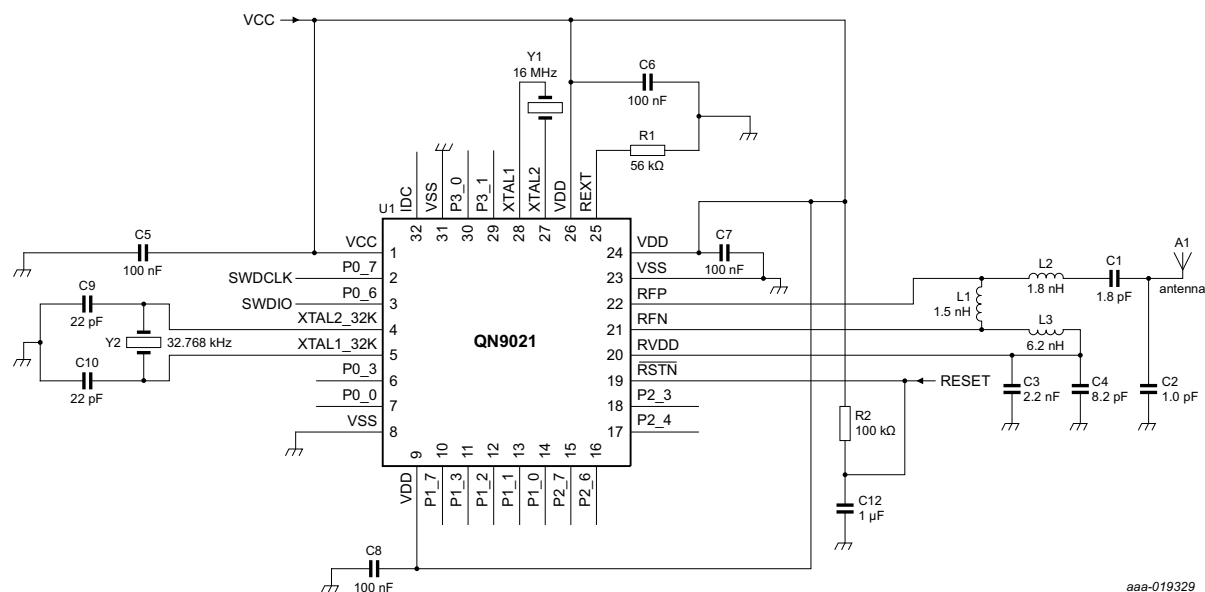 VCC
Y1
16 MHz
C6
100 nF
R1
56 kΩ
U1
IDC
VSS
P3_0
P3_1
XTAL1
XTAL2
VDD
REXT
32
31
30
29
28
27
26
25
C5
100 nF
VCC
1
SWDCLK
P0_7
2
SWDIO
P0_6
3
C9
22 pF
XTAL2_32K
4
Y2
32.768 kHz
XTAL1_32K
5
C10
22 pF
P0_3
6
P0_0
7
VSS
8
QN9021
24
VDD
C7
100 nF
23
VSS
22
RFP
21
RFN
20
RVDD
19
RSTN
RESET
18
P2_3
17
P2_4
L1
1.5 nH
L2
1.8 nH
C1
1.8 pF
A1
antenna
L3
6.2 nH
C3
2.2 nF
C4
8.2 pF
C2
1.0 pF
R2
100 kΩ
C12
1 µF
9
10
11
12
13
14
15
16
VDD
P1_7
P1_3
P1_2
P1_1
P1_0
P2_7
P2_6
C8
100 nF
aaa-019329